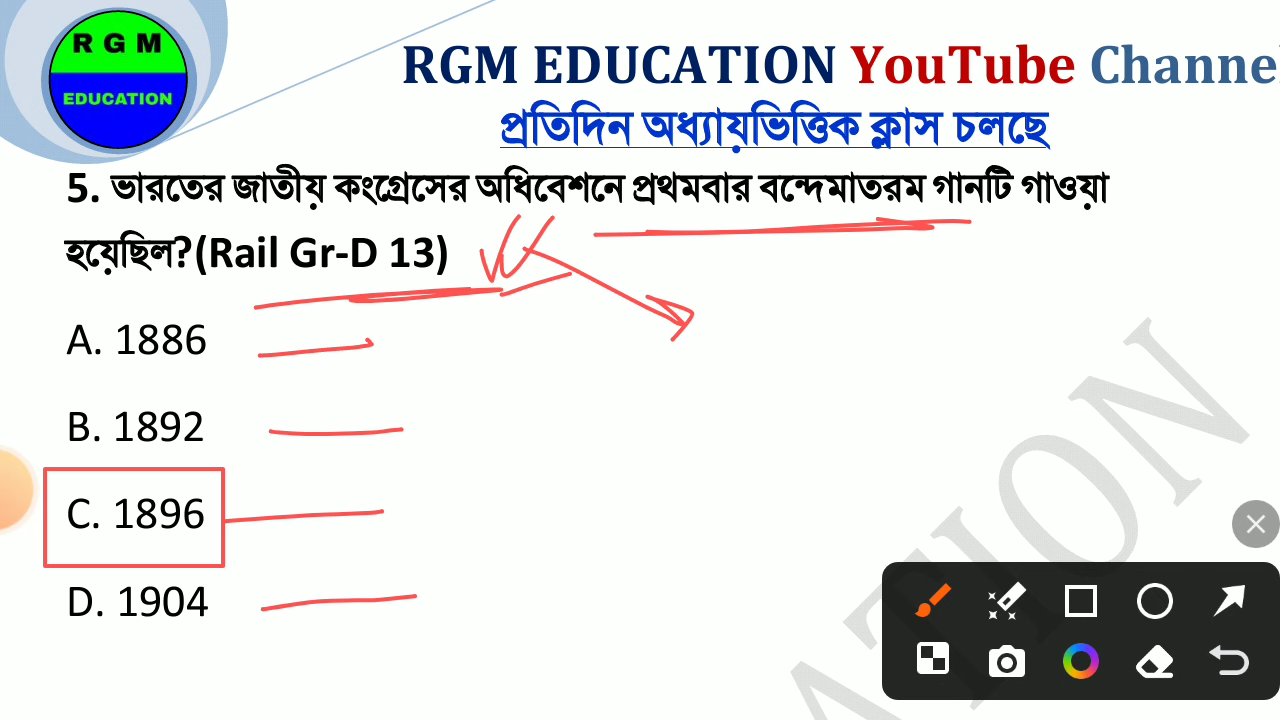 R G M
EDUCATION
RGM EDUCATION YouTube Channel
প্রতিদিন অধ্যায়ভিত্তিক ক্লাস চলছে
5. ভারতের জাতীয় কংগ্রেসের অধিবেশনে প্রথমবার বন্দেমাতরম গানটি গাওয়া
হয়েছিল?(Rail Gr-D 13)
A. 1886
B. 1892
C. 1896
D. 1904
ATION